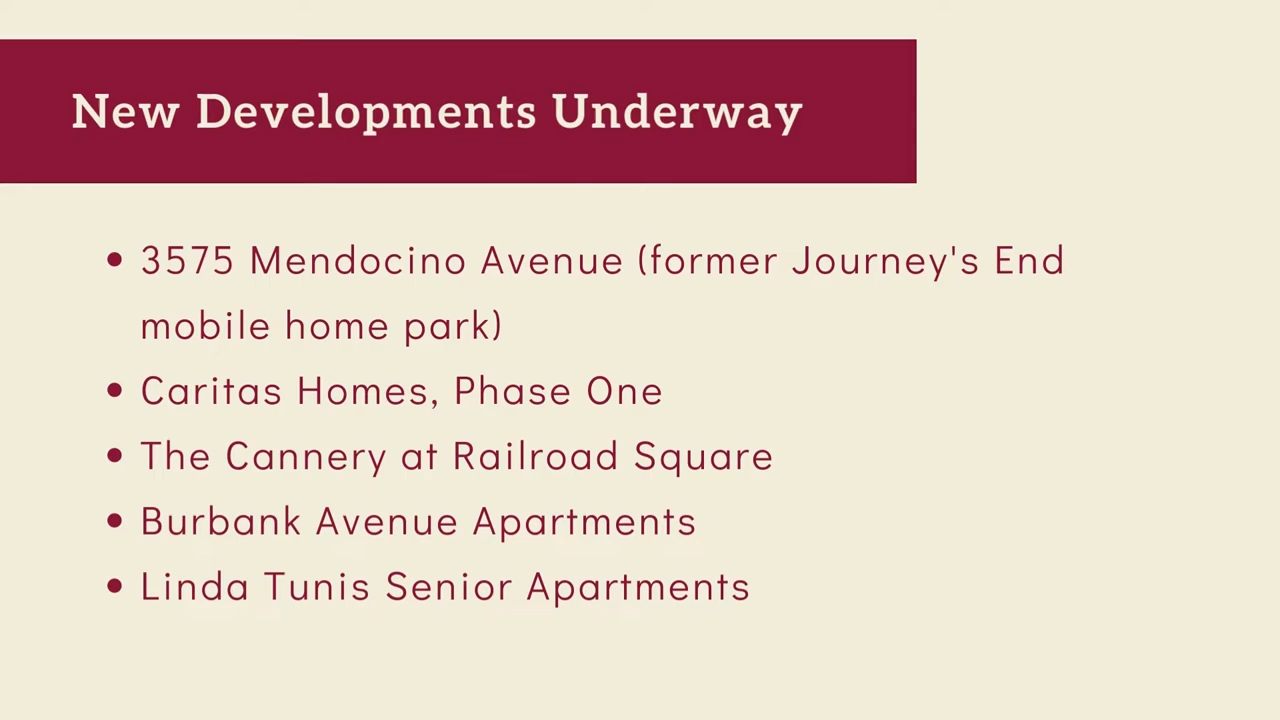 New Developments Underway
• 3575 Mendocino Avenue (former Journey's End
mobile home park)
• Caritas Homes, Phase One
• The Cannery at Railroad Square
• Burbank Avenue Apartments
• Linda Tunis Senior Apartments